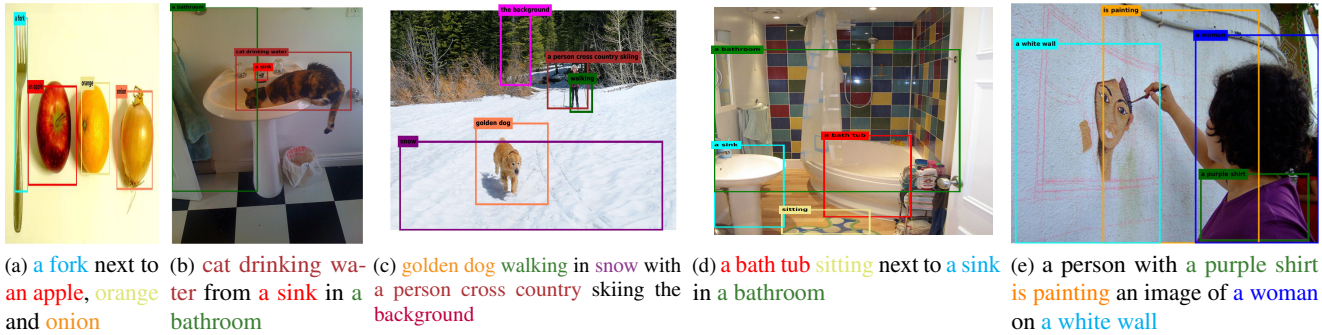 a fork
an apple
orange
onion
a bathroom
cat drinking water
a sink
the background
a person cross country skiing
walking
golden dog
snow
a bathroom
a sink
a bath tub
sitting
is painting
a white wall
a woman
a purple shirt
(a) a fork next to
an apple, orange
and onion
(b) cat drinking wa-
ter from a sink in a
bathroom
(c) golden dog walking in snow with
a person cross country skiing the
background
(d) a bath tub sitting next to a sink
in a bathroom
(e) a person with a purple shirt
is painting an image of a woman
on a white wall